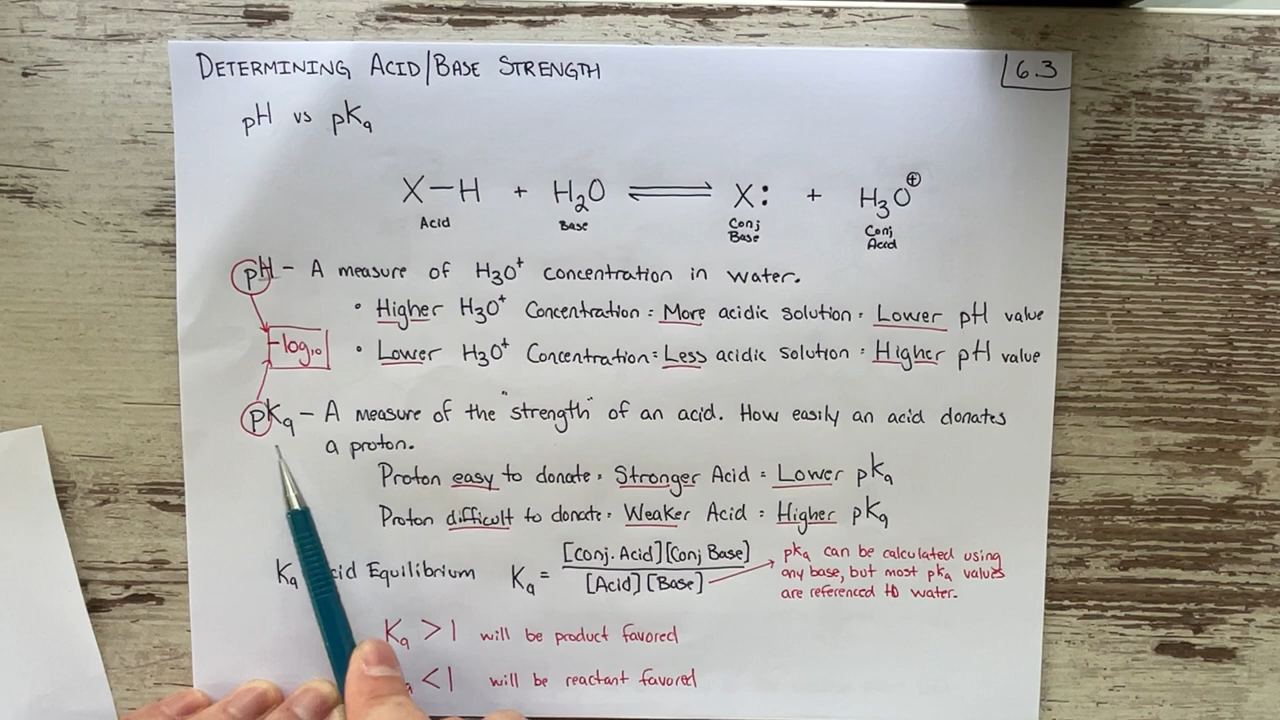 DETERMINING ACID/BASE STRENGTH
6.3
pH vs pKa
X—H + H₂O ⇌ X: + H₃O⊕
Acid Base Conj Base Conj Acid
pH – A measure of H₃O⁺ concentration in water.
• Higher H₃O⁺ Concentration = More acidic solution = Lower pH value
-log₁₀ • Lower H₃O⁺ Concentration = Less acidic solution = Higher pH value
pKa – A measure of the "strength" of an acid. How easily an acid donates
a proton.
Proton easy to donate = Stronger Acid = Lower pKa
Proton difficult to donate = Weaker Acid = Higher pKa
Ka Equilibrium Ka = [Conj. Acid][Conj Base] / [Acid][Base]
pka can be calculated using
any base, but most pka values
are referenced to water.
Ka >1 will be product favored
<1 will be reactant favored